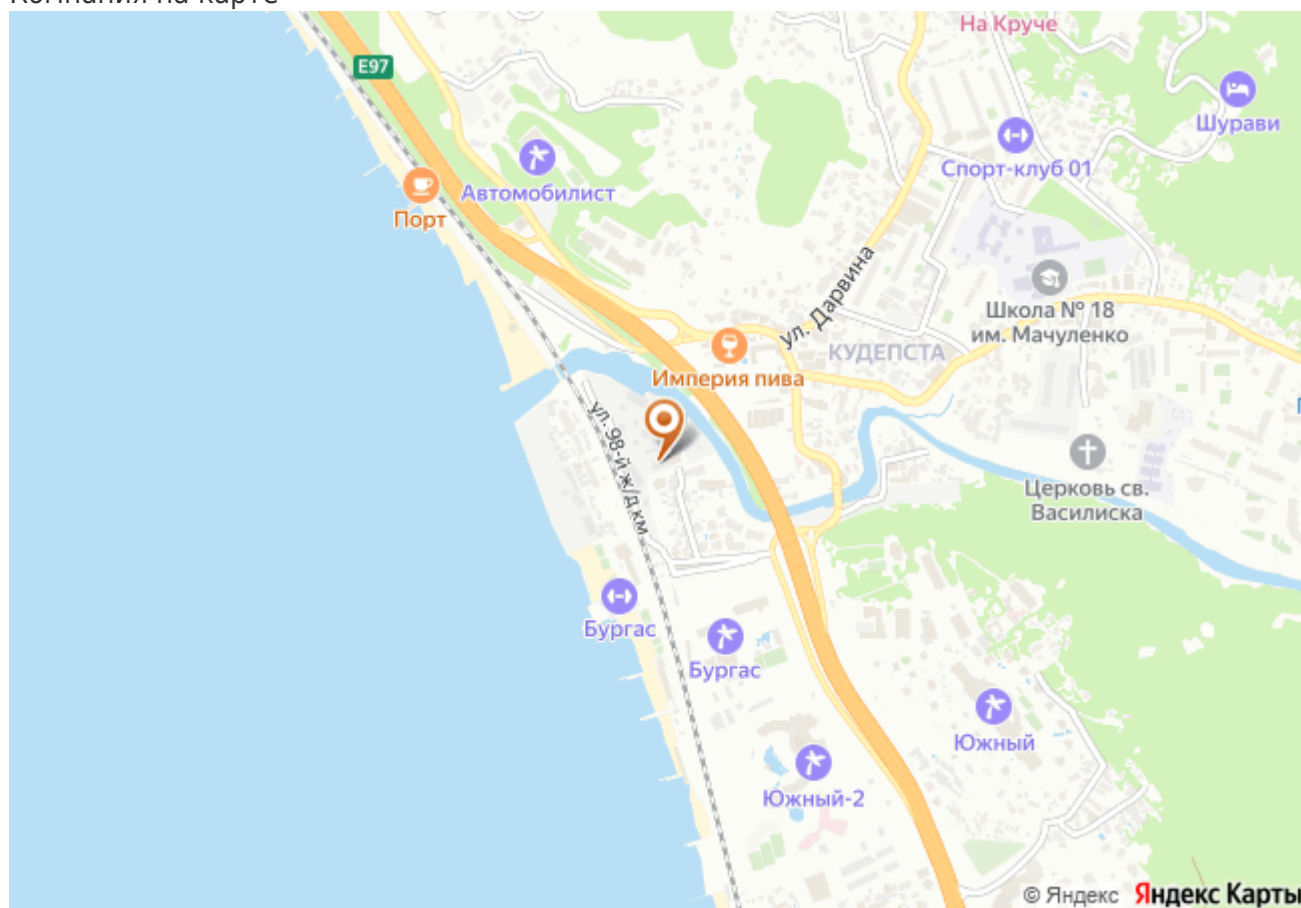 На Круче
E97
Шурави
Спорт-клуб 01
Автомобилист
Порт
ул. Дарвина
Школа № 18
им. Мачуленко
КУДЕПСТА
Империя пива
ул. 98-й ж/д км
Церковь св.
Василиска
Бургас
Бургас
Южный
Южный-2
© Яндекс Яндекс Карты